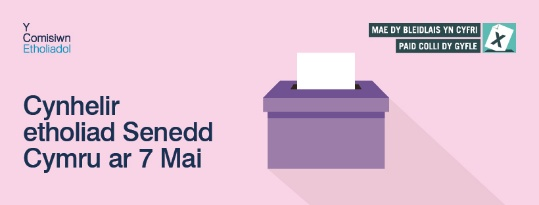 Y
Comisiwn
Etholiadol
MAE DY BLEIDLAIS YN CYFRI
PAID COLLI DY GYFLE
X
Cynhelir
etholiad Senedd
Cymru ar 7 Mai